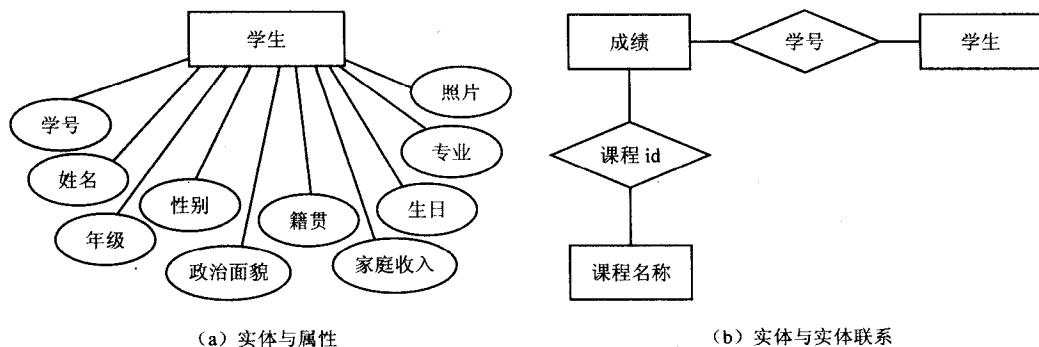 学生
照片
学号
专业
姓名
性别
籍贯
生日
年级
政治面貌
家庭收入
(a) 实体与属性
成绩
学号
学生
课程 id
课程名称
(b) 实体与实体联系